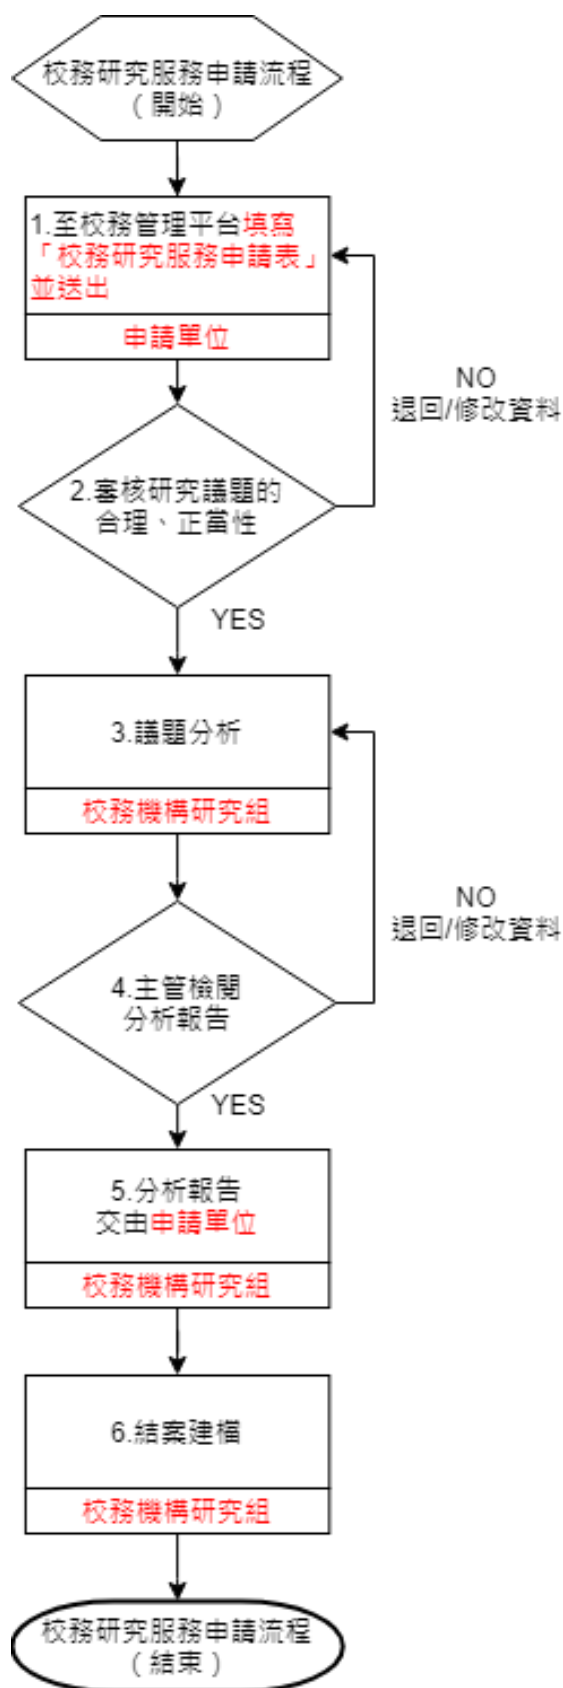 校務研究服務申請流程
（開始）
1.至校務管理平台填寫
「校務研究服務申請表」
並送出
申請單位
NO
退回/修改資料
2.審核研究議題的
合理、正當性
YES
3.議題分析
校務機構研究組
NO
退回/修改資料
4.主管檢閱
分析報告
YES
5.分析報告
交由申請單位
校務機構研究組
6.結案建檔
校務機構研究組
校務研究服務申請流程
（結束）